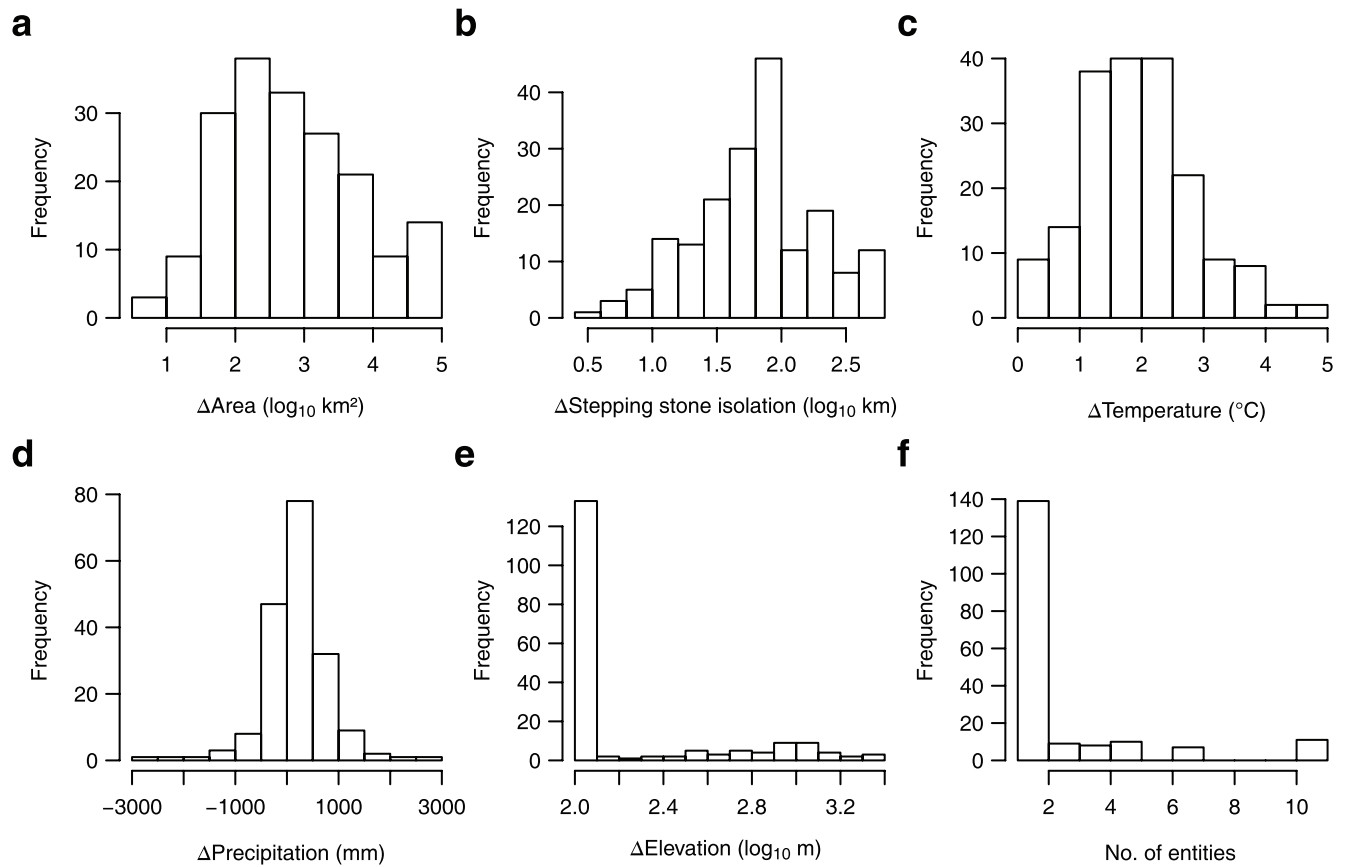 a
b
c
Frequency
30
20
10
0
1 2 3 4 5
ΔArea (log₁₀ km²)
Frequency
40
30
20
10
0
0.5 1.0 1.5 2.0 2.5
ΔStepping stone isolation (log₁₀ km)
Frequency
40
30
20
10
0
0 1 2 3 4 5
ΔTemperature (°C)
d
e
f
Frequency
80
60
40
20
0
−3000 −1000 1000 3000
ΔPrecipitation (mm)
Frequency
120
100
80
60
40
20
0
2.0 2.4 2.8 3.2
ΔElevation (log₁₀ m)
Frequency
140
120
100
80
60
40
20
0
2 4 6 8 10
No. of entities